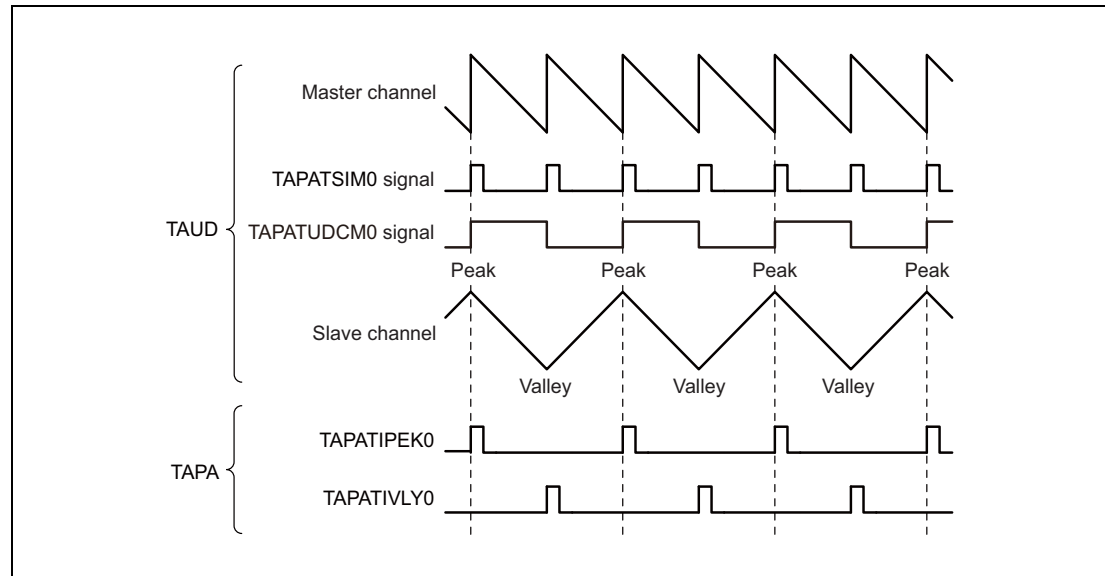 Master channel
TAPATSIM0 signal
TAUD
TAPATUDCM0 signal
Peak Peak Peak Peak
Slave channel
Valley Valley Valley
TAPATIPEK0
TAPA
TAPATIVLY0